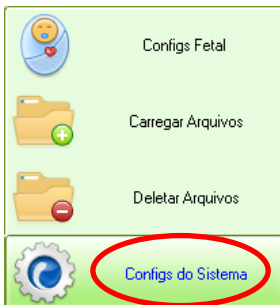 Configs Fetal
Carregar Arquivos
Deletar Arquivos
Configs do Sistema